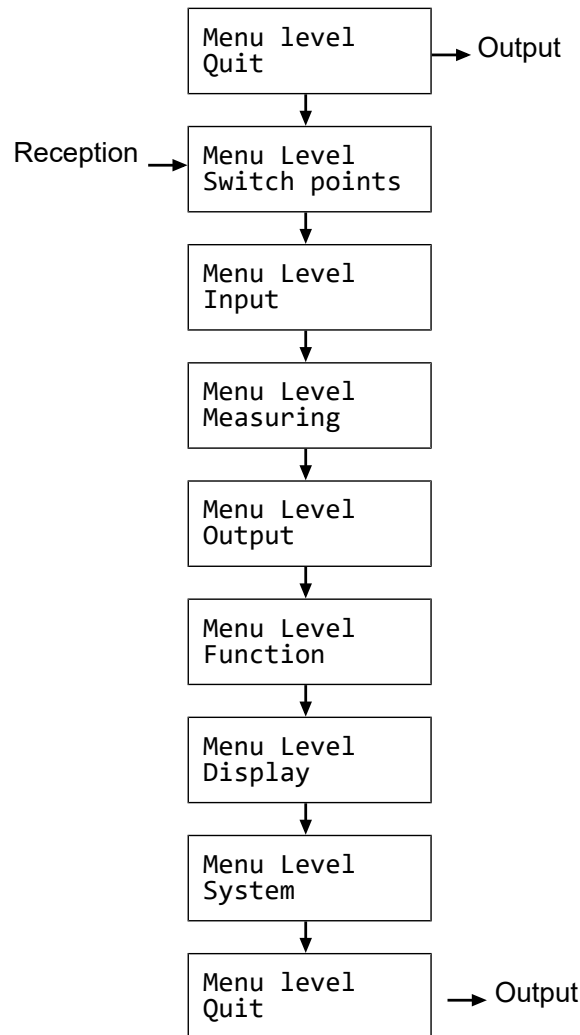 Menu level
Quit
Output
Reception
Menu Level
Switch points
Menu Level
Input
Menu Level
Measuring
Menu Level
Output
Menu Level
Function
Menu Level
Display
Menu Level
System
Menu level
Quit
Output